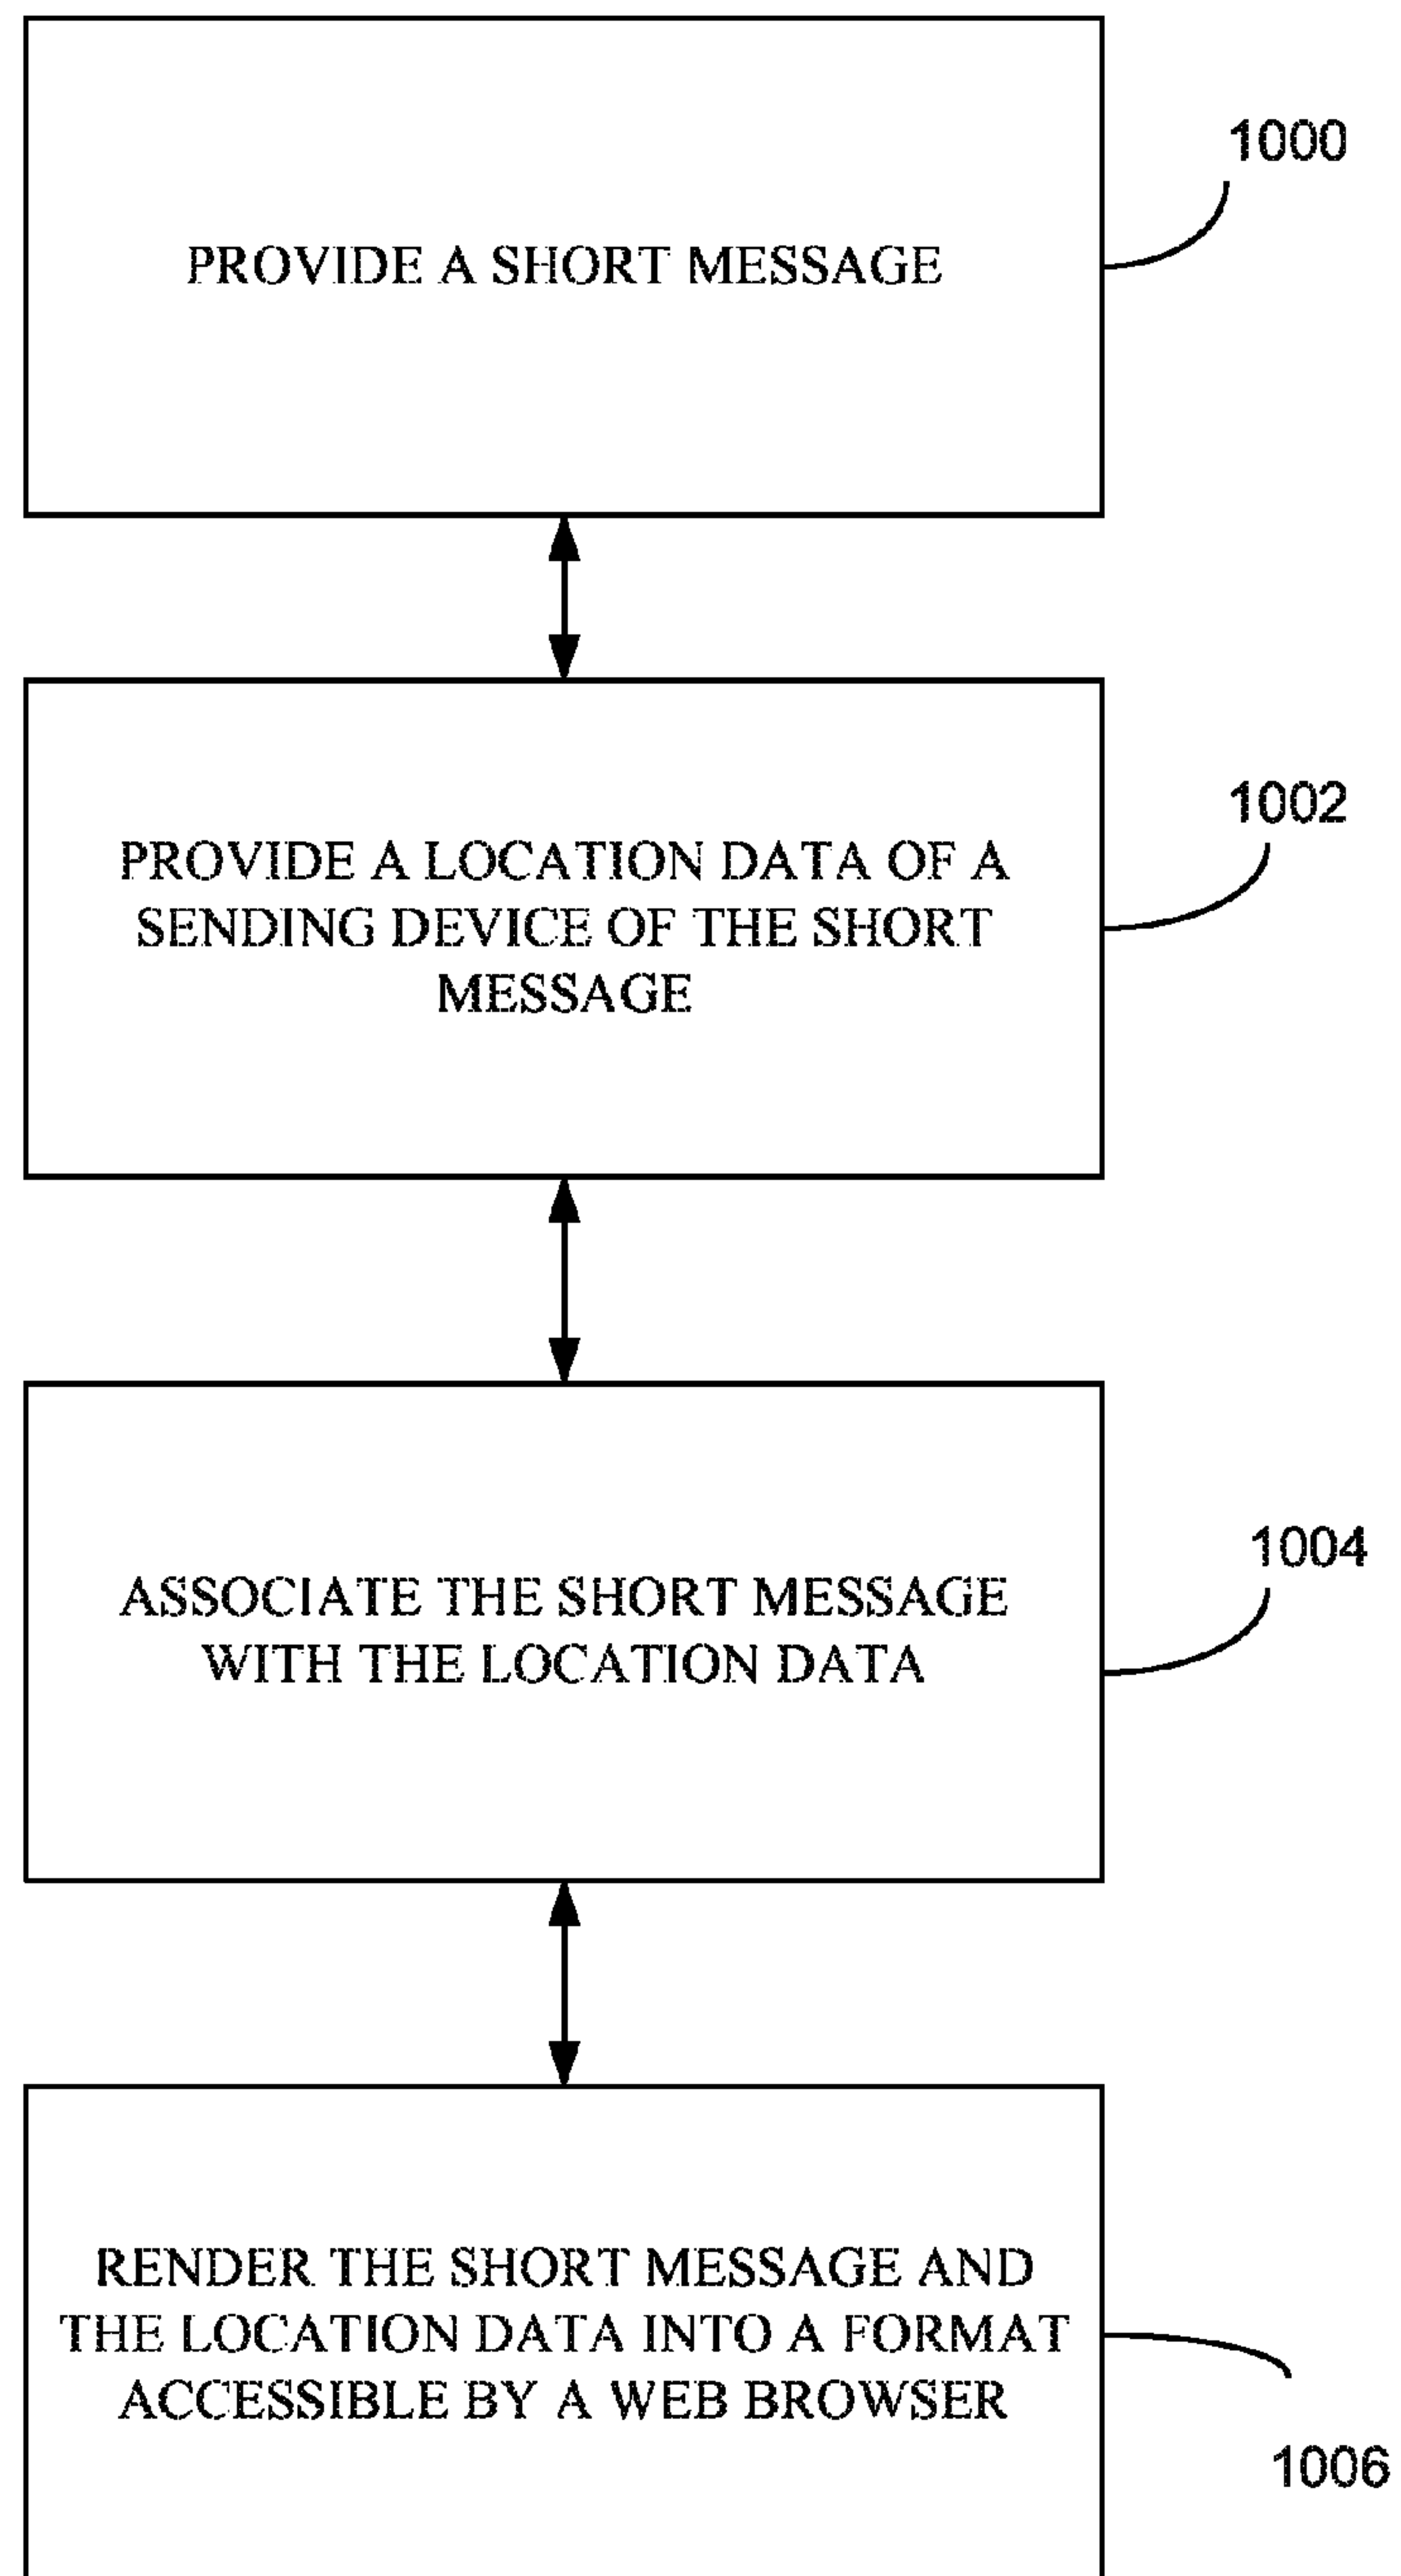 1000
PROVIDE A SHORT MESSAGE
1002
PROVIDE A LOCATION DATA OF A
SENDING DEVICE OF THE SHORT
MESSAGE
1004
ASSOCIATE THE SHORT MESSAGE
WITH THE LOCATION DATA
RENDER THE SHORT MESSAGE AND
THE LOCATION DATA INTO A FORMAT
ACCESSIBLE BY A WEB BROWSER
1006